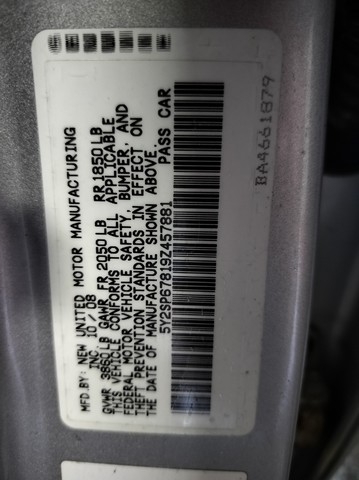 MFD.BY: NEW UNITED MOTOR MANUFACTURING
INC. 10/08
GVWR 3860LB GAWR FR 2050LB RR 1850LB
THIS VEHICLE CONFORMS TO ALL APPLICABLE
FEDERAL MOTOR VEHICLE SAFETY, BUMPER, AND
THEFT PREVENTION STANDARDS IN EFFECT ON
THE DATE OF MANUFACTURE SHOWN ABOVE.
5Y2SP67819Z457881 PASS CAR
BA4661879